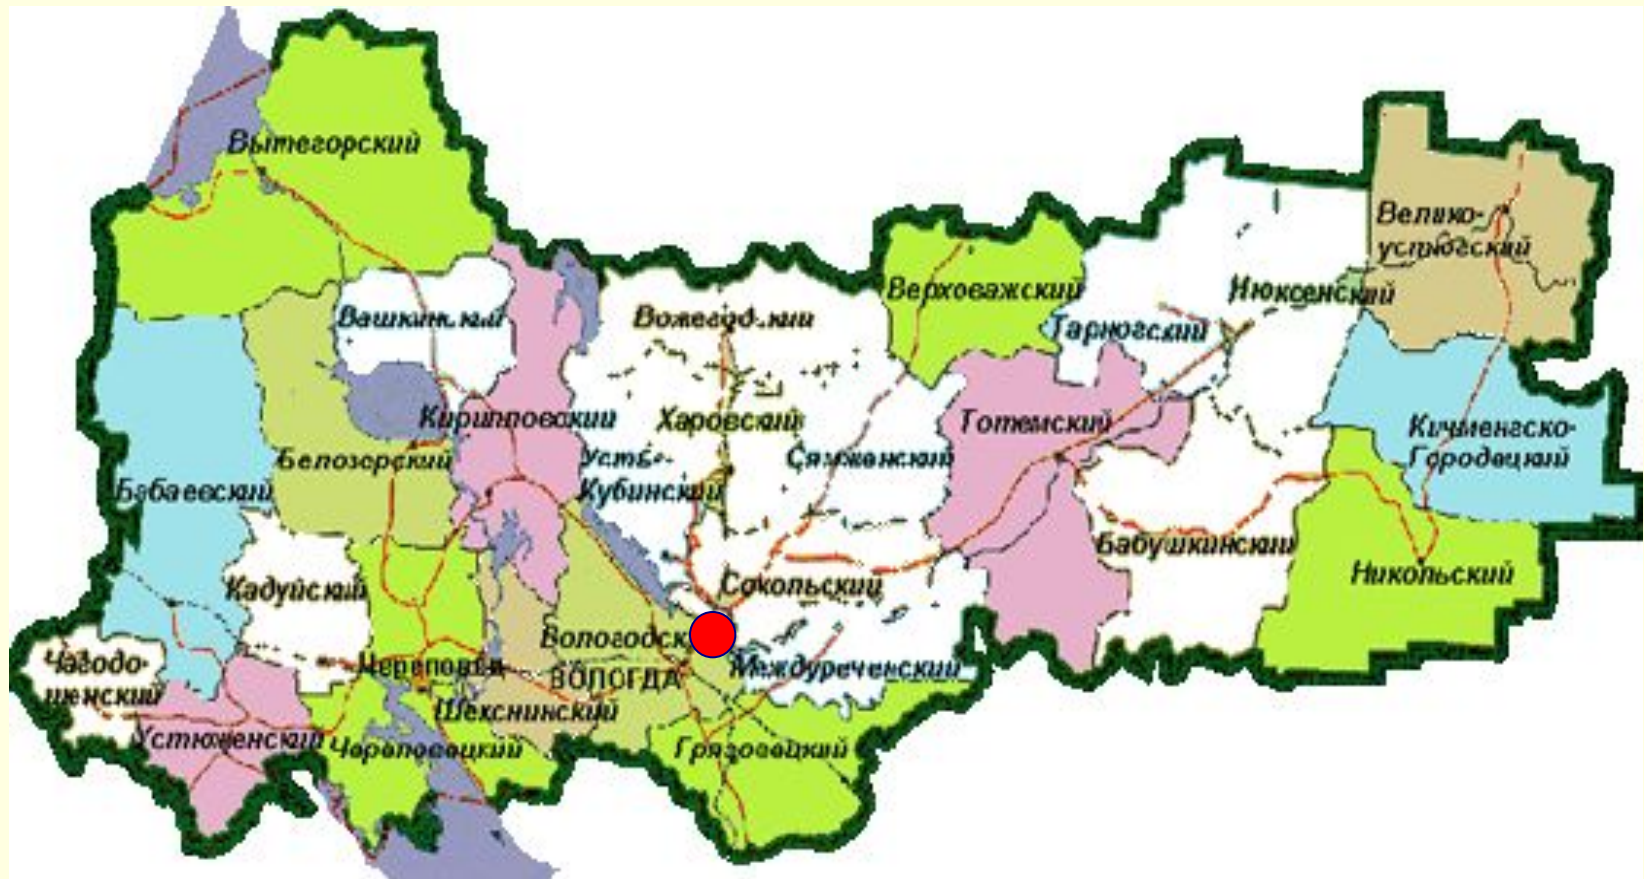 Вытегорский
Велико-
устюгский
Верховажский
Нюксенский
Вашкинский
Вожегодский
Тарногский
Кирилловский
Харовский
Тотемский
Кичменгско-
Городецкий
Белозерский
Усть-
Кубинский
Сямженский
Бабаевский
Бабушкинский
Никольский
Кадуйский
Сокольский
Вологодск
Междуреченский
Чагодо-
щенский
Череповец
ВОЛОГДА
Шекснинский
Устюженский
Череповецкий
Грязовецкий